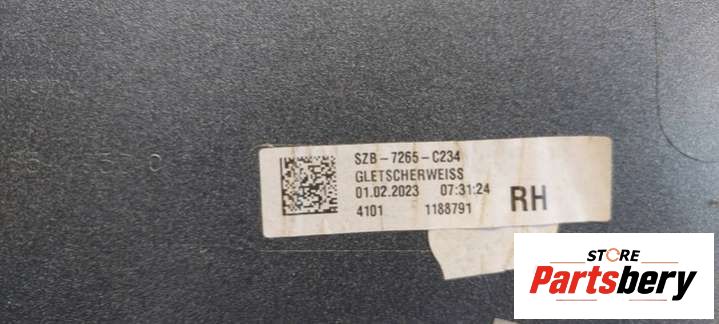 SZB-7265-C234
GLETSCHERWEISS
01.02.2023 07:31:24
4101 1188791 RH
STORE
Partsbery